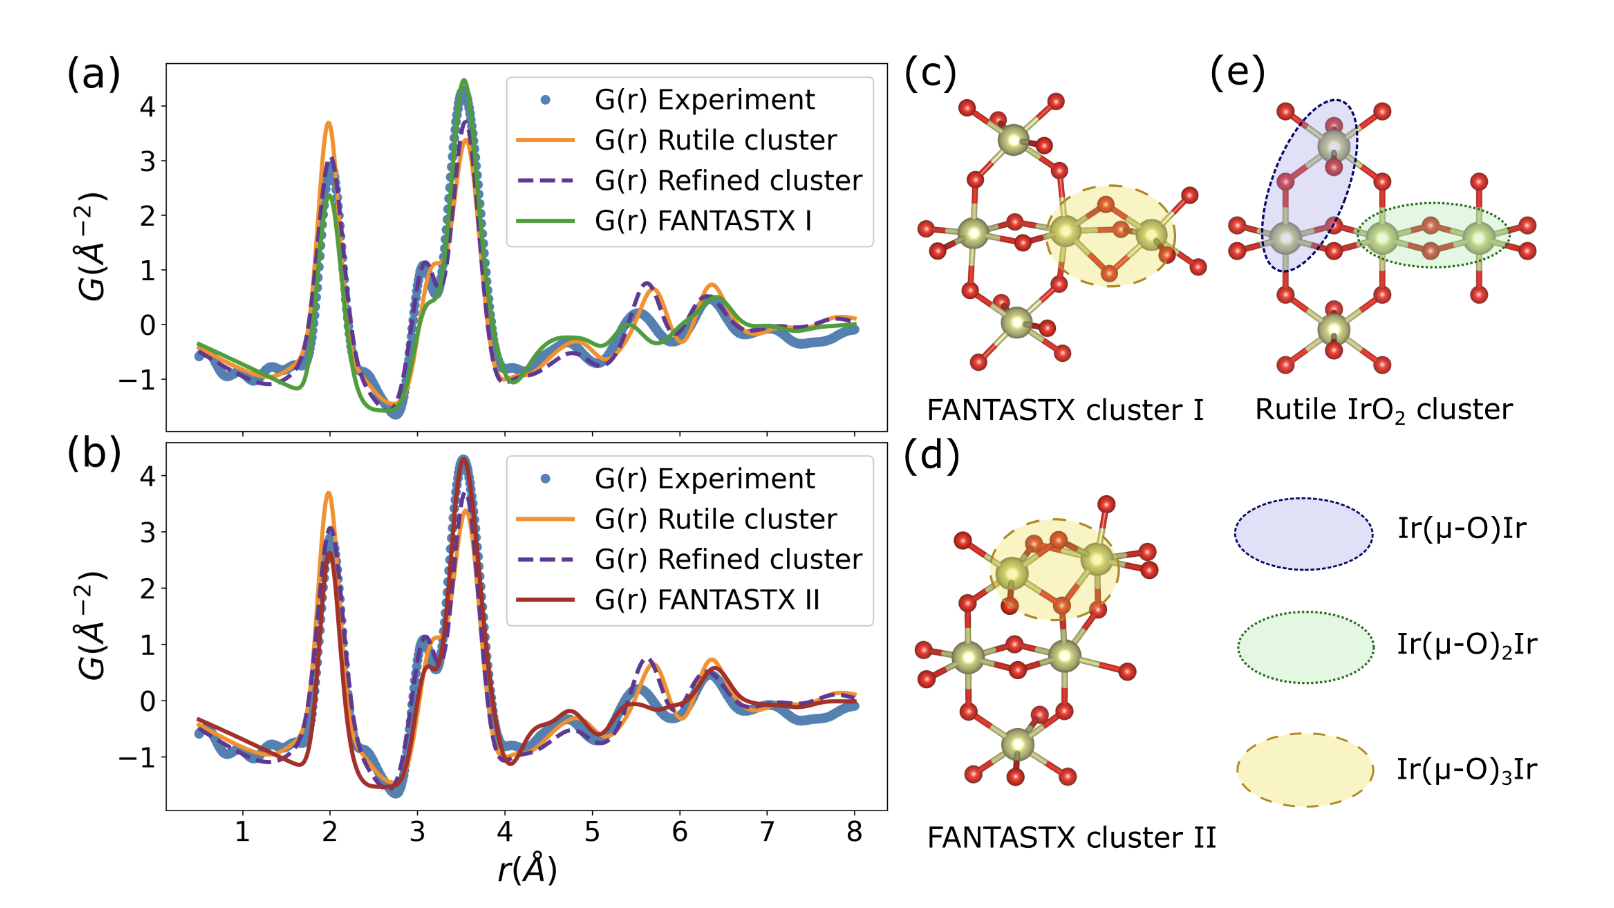 (a)
G(r) Experiment
G(r) Rutile cluster
G(r) Refined cluster
G(r) FANTASTX I
4
3
2
1
0
−1
G(Å⁻²)
(b)
G(r) Experiment
G(r) Rutile cluster
G(r) Refined cluster
G(r) FANTASTX II
4
3
2
1
0
−1
G(Å⁻²)
1 2 3 4 5 6 7 8
r(Å)
(c)
FANTASTX cluster I
(e)
Rutile IrO₂ cluster
(d)
FANTASTX cluster II
Ir(μ-O)Ir
Ir(μ-O)₂Ir
Ir(μ-O)₃Ir